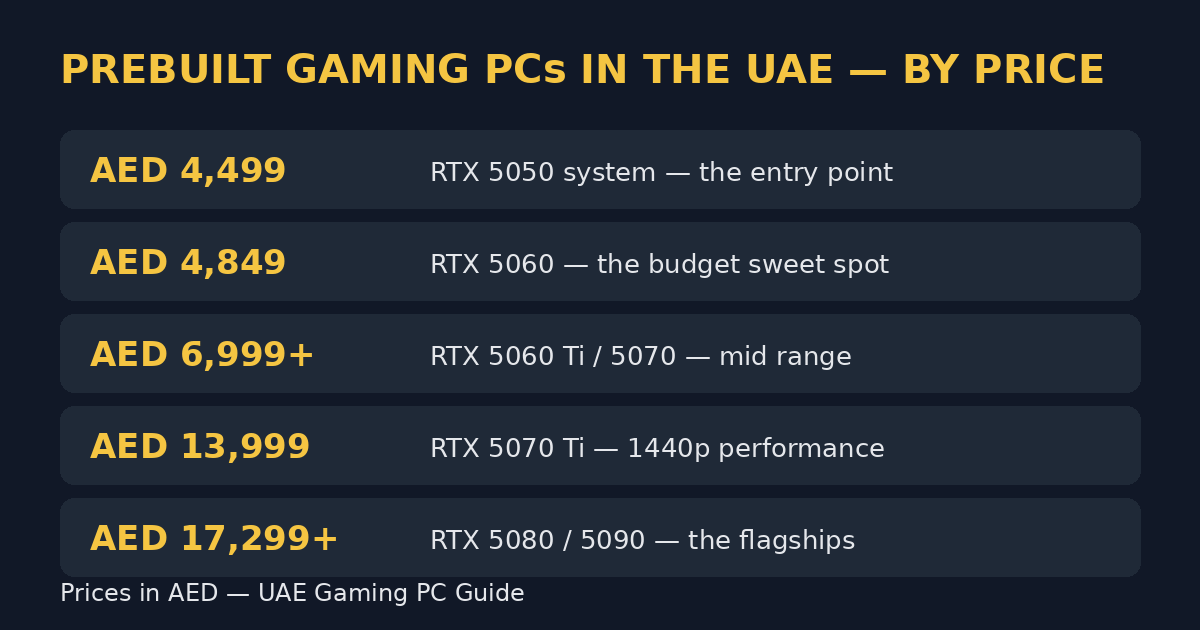 PREBUILT GAMING PCs IN THE UAE — BY PRICE
AED 4,499 RTX 5050 system — the entry point
AED 4,849 RTX 5060 — the budget sweet spot
AED 6,999+ RTX 5060 Ti / 5070 — mid range
AED 13,999 RTX 5070 Ti — 1440p performance
AED 17,299+ RTX 5080 / 5090 — the flagships
Prices in AED — UAE Gaming PC Guide